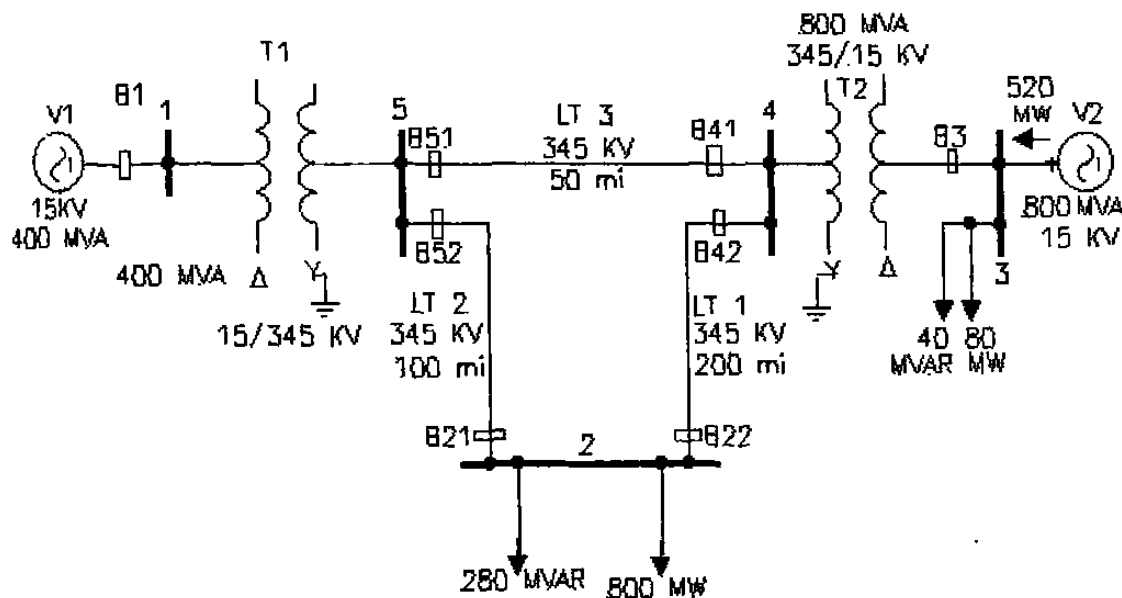 V1
15KV
400 MVA
B1
1
T1
400 MVA
Δ
Y
15/345 KV
5
B51
B52
LT 3
345 KV
50 mi
B41
4
B42
800 MVA
345/15 KV
T2
Y
Δ
B3
520
MW
V2
800 MVA
15 KV
3
40 80
MVAR MW
LT 2
345 KV
100 mi
LT 1
345 KV
200 mi
B21
2
B22
280 MVAR
800 MW